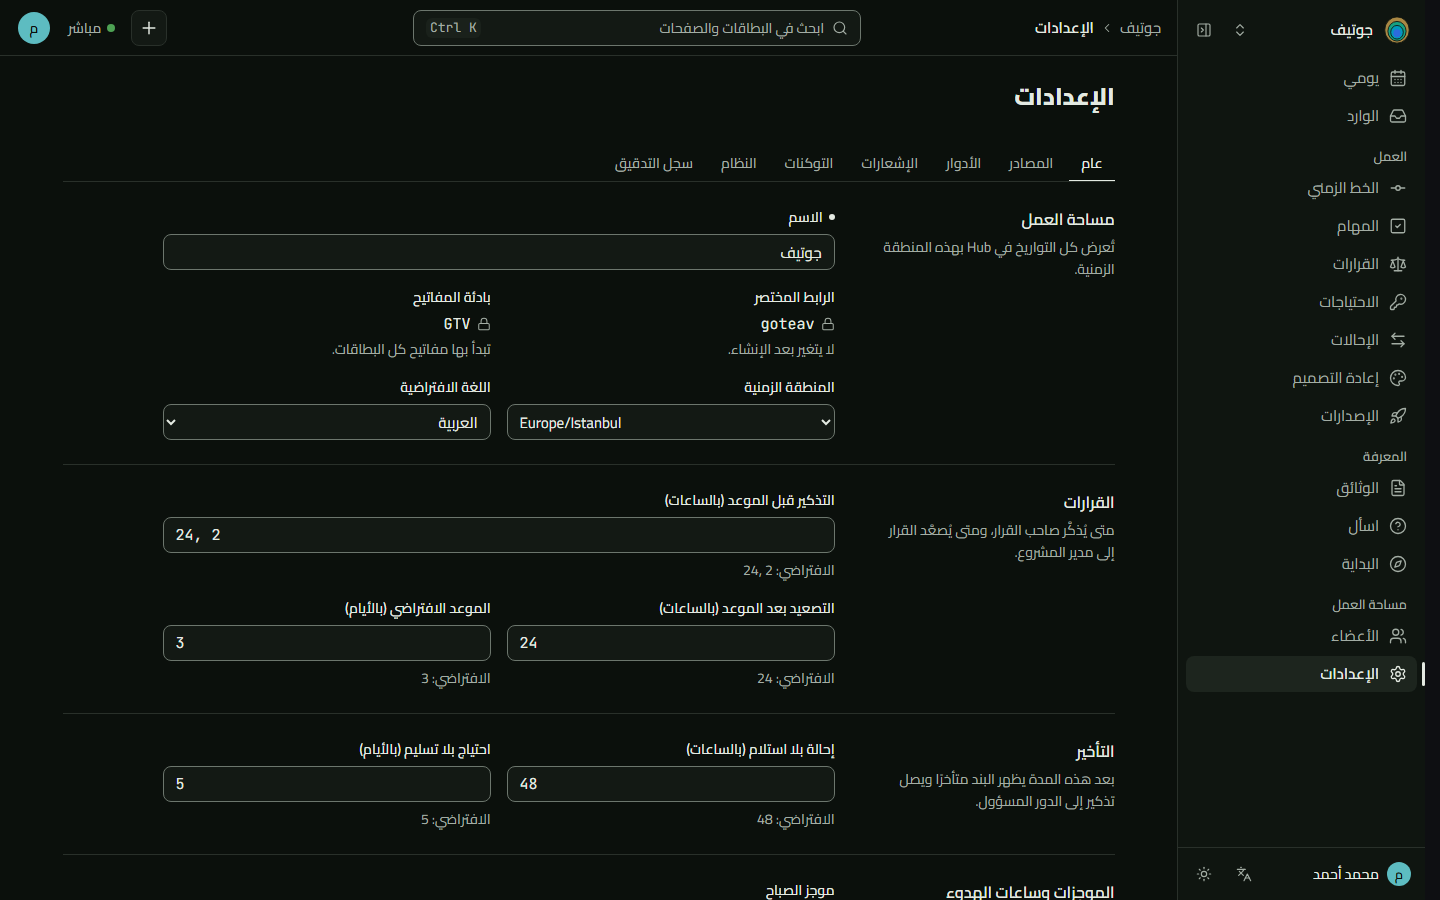 جوتيف
يومي
الوارد
العمل
الخط الزمني
المهام
القرارات
الاحتياجات
الإحالات
إعادة التصميم
الإصدارات
المعرفة
الوثائق
اسأل
البداية
مساحة العمل
الأعضاء
الإعدادات
م محمد أحمد
جوتيف الإعدادات
ابحث في البطاقات والصفحات Ctrl K
مباشر م
الإعدادات
عام المصادر الأدوار الإشعارات التوكنات النظام سجل التدقيق
مساحة العمل
تُعرض كل التواريخ في Hub بهذه المنطقة
الزمنية.
الاسم
جوتيف
الرابط المختصر بادئة المفاتيح
goteav GTV
لا يتغير بعد الإنشاء. تبدأ بها مفاتيح كل البطاقات.
المنطقة الزمنية اللغة الافتراضية
Europe/Istanbul العربية
القرارات
متى يُذكَّر صاحب القرار، ومتى يُصعَّد القرار
إلى مدير المشروع.
التذكير قبل الموعد (بالساعات)
24, 2
الافتراضي: 2 ,24
التصعيد بعد الموعد (بالساعات) الموعد الافتراضي (بالأيام)
24 3
الافتراضي: 24 الافتراضي: 3
التأخير
بعد هذه المدة يظهر البند متأخرًا ويصل
تذكير إلى الدور المسؤول.
إحالة بلا استلام (بالساعات) احتياج بلا تسليم (بالأيام)
48 5
الافتراضي: 48 الافتراضي: 5
الموجزات وساعات الهدوء
موجز الصباح